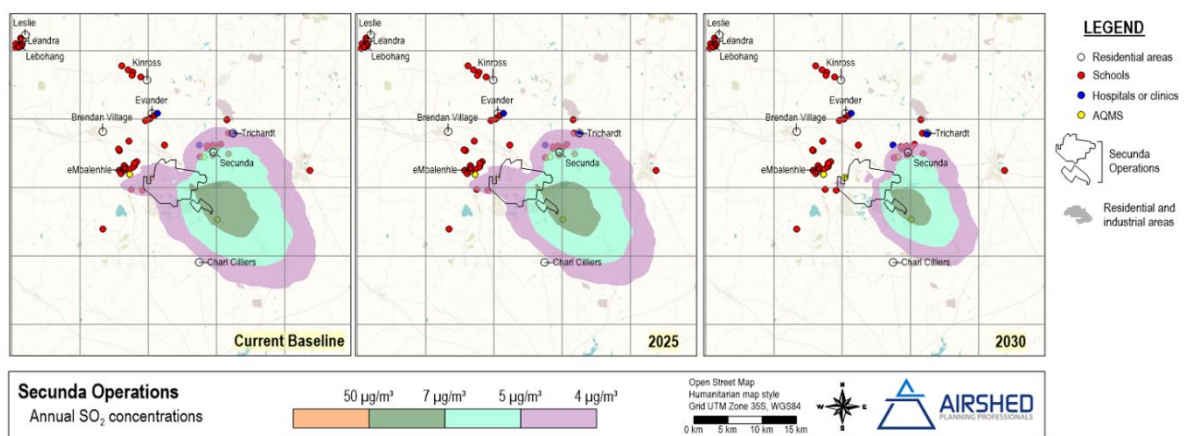 Leslie
Leandra
Lebohang
Kinross
Evander
Brendan Village
Trichardt
Secunda
eMbalenhle
Charl Cilliers
Current Baseline
Leslie
Leandra
Lebohang
Kinross
Evander
Brendan Village
Trichardt
Secunda
eMbalenhle
Charl Cilliers
2025
Leslie
Leandra
Lebohang
Kinross
Evander
Brendan Village
Trichardt
Secunda
eMbalenhle
Charl Cilliers
2030
LEGEND
Residential areas
Schools
Hospitals or clinics
AQMS
Secunda
Operations
Residential and
industrial areas
Secunda Operations
Annual SO₂ concentrations
50 µg/m³ 7 µg/m³ 5 µg/m³ 4 µg/m³
Open Street Map
Humanitarian map style
Grid UTM Zone 35S, WGS84
0 km 5 km 10 km 15 km
N
W E
S
AIRSHED
PLANNING PROFESSIONALS